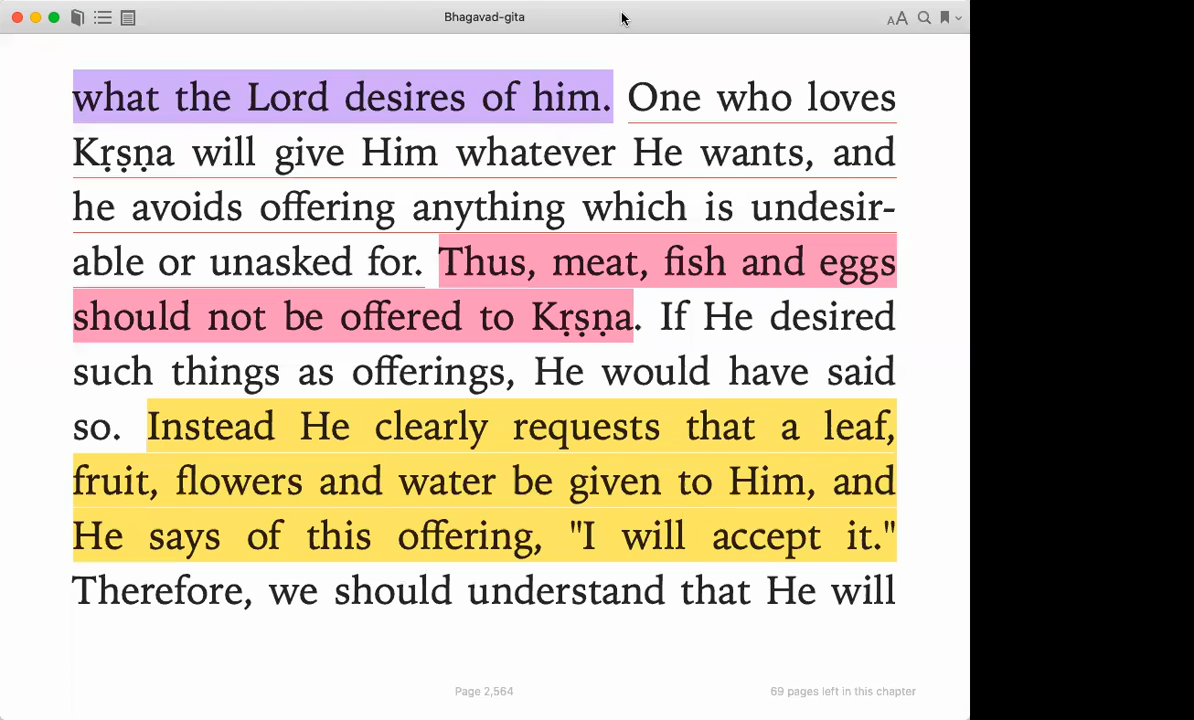 Bhagavad-gita
AA
what the Lord desires of him. One who loves
Kṛṣṇa will give Him whatever He wants, and
he avoids offering anything which is undesir-
able or unasked for. Thus, meat, fish and eggs
should not be offered to Kṛṣṇa. If He desired
such things as offerings, He would have said
so. Instead He clearly requests that a leaf,
fruit, flowers and water be given to Him, and
He says of this offering, "I will accept it."
Therefore, we should understand that He will
Page 2,564
69 pages left in this chapter